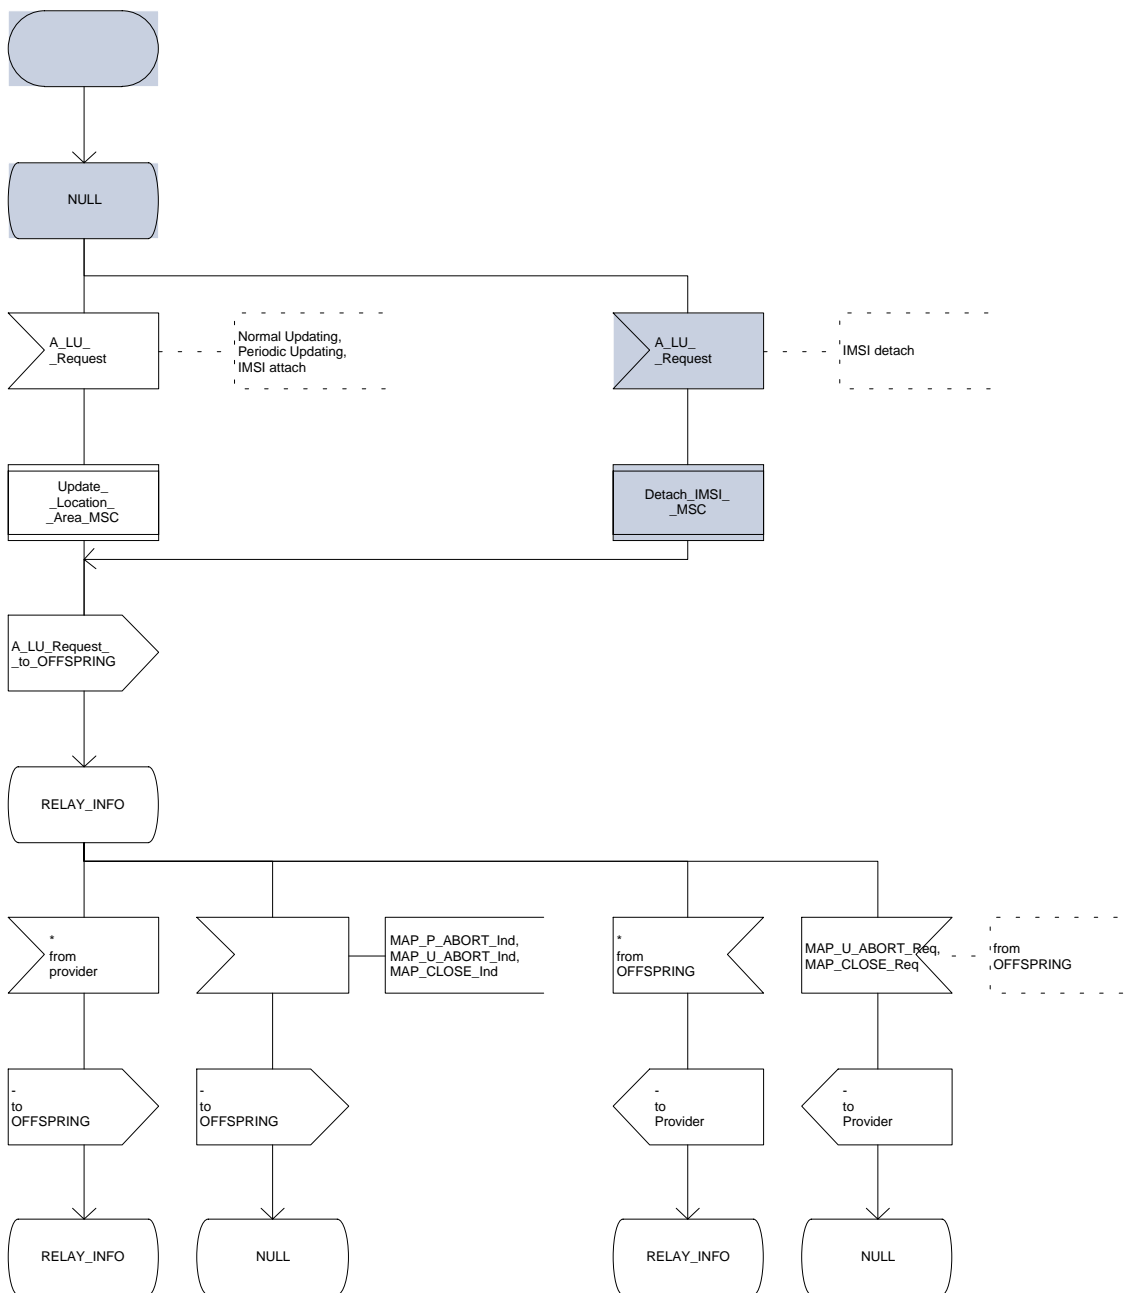 NULL
A_LU_
_Request
Normal Updating,
Periodic Updating,
IMSI attach
A_LU_
_Request
IMSI detach
Update_
_Location_
_Area_MSC
Detach_IMSI_
_MSC
A_LU_Request_
_to_OFFSPRING
RELAY_INFO
*
from
provider
MAP_P_ABORT_Ind,
MAP_U_ABORT_Ind,
MAP_CLOSE_Ind
*
from
OFFSPRING
MAP_U_ABORT_Req,
MAP_CLOSE_Req
from
OFFSPRING
-
to
OFFSPRING
-
to
OFFSPRING
-
to
Provider
-
to
Provider
RELAY_INFO
NULL
RELAY_INFO
NULL